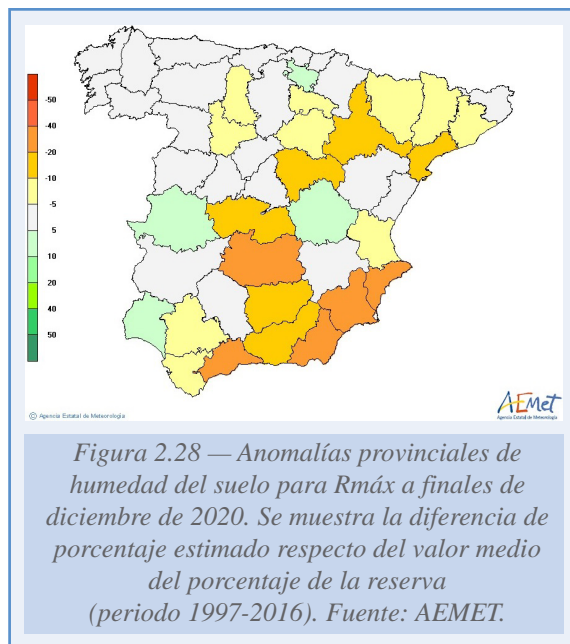 -50
-40
-20
-10
-5
5
10
20
40
50
© Agencia Estatal de Meteorología
AEmet
Agencia Estatal de Meteorología
Figura 2.28 — Anomalías provinciales de
humedad del suelo para Rmáx a finales de
diciembre de 2020. Se muestra la diferencia de
porcentaje estimado respecto del valor medio
del porcentaje de la reserva
(periodo 1997-2016). Fuente: AEMET.